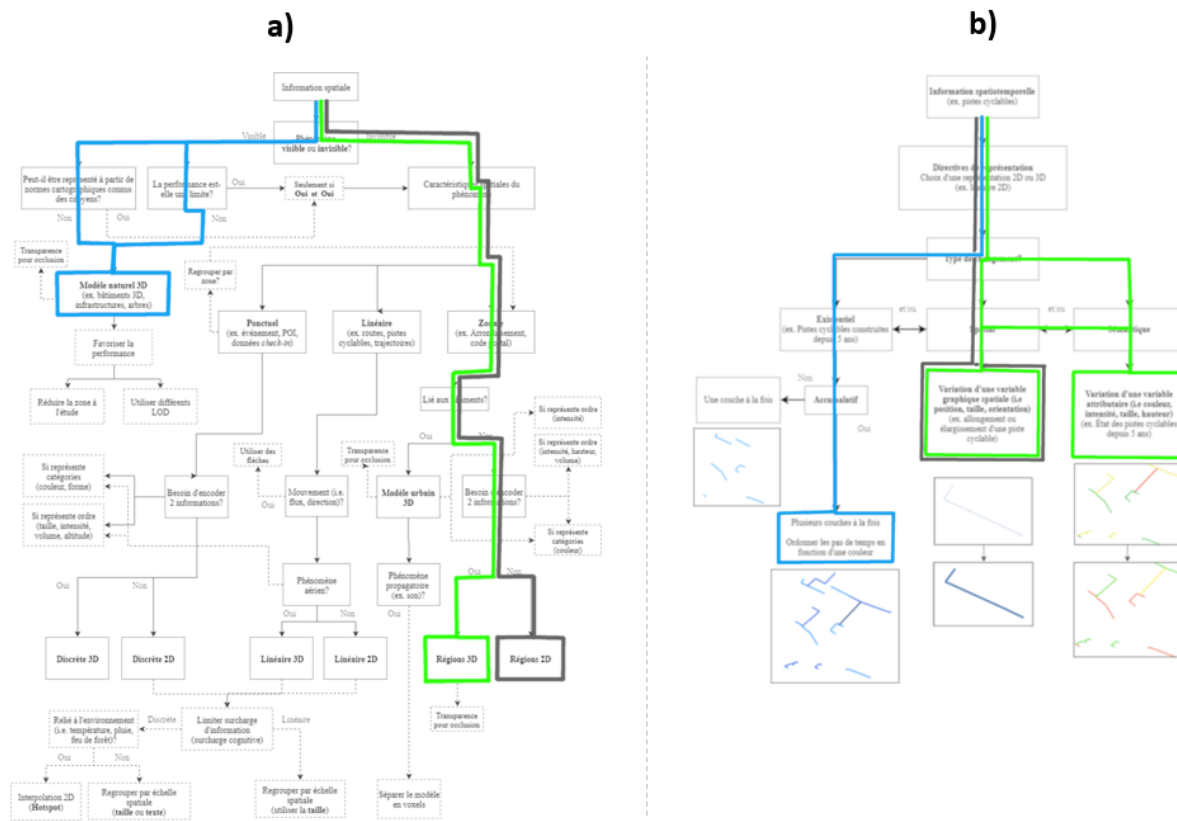 a)
Information spatiale
Visible
visible ou invisible?
Peut-il être représenté à partir de
normes cartographiques connus
des citoyens?
La performance est-
elle une limite?
Oui
Seulement si
Oui et Oui
Caractéristiques spatiales du
phénomène
Non
Oui
Non
Transparence
pour occlusion
Regrouper par
zone?
Modèle naturel 3D
(ex. bâtiments 3D,
infrastructures, arbres)
Ponctuel
(ex. événement, POI,
données check-in)
Linéaire
(ex. routes, pistes
cyclables, trajectoires)
(ex. Arrondissement,
code postal)
Favoriser la
performance
Réduire la zone à
l'étude
Utiliser différents
LOD
Lié aux bâtiments?
Si représente ordre
(intensité)
Oui
Non
Utiliser des
flèches
Transparence
pour occlusion
Si représente ordre
(intensité, hauteur,
volume)
Si représente
catégories
(couleur, forme)
Besoin d'encoder
2 informations?
Oui
Mouvement (i.e.
flux, direction)?
Modèle urbain
3D
Besoin d'encoder
2 informations?
Si représente ordre
(taille, intensité,
volume, altitude)
Si représente
catégories
(couleur)
Oui
Non
Phénomène
aérien?
Phénomène
propagatoire
(ex. son)?
Oui
Non
Oui
Non
Oui
Discrète 3D
Discrète 2D
Linéaire 3D
Linéaire 2D
Régions 3D
Régions 2D
Transparence
pour occlusion
Relié à l'environnement
(i.e. température, pluie,
feu de forêt)?
Discrète
Limiter surcharge
d'information
(surcharge cognitive)
Linéaire
Oui
Non
Interpolation 2D
(Hotspot)
Regrouper par échelle
spatiale
(taille ou texte)
Regrouper par échelle
spatiale
(utiliser la taille)
Séparer le modèle
en voxels
b)
Information spatiotemporelle
(ex. pistes cyclables)
Directives de représentation
Choix d'une représentation 2D ou 3D
(ex. linéaire 2D)
Existentiel
(ex. Pistes cyclables construites
depuis 5 ans)
et/ou
et/ou
Non
Une couche à la fois
Accumulatif
Oui
Variation d'une variable
graphique spatiale (i.e
position, taille, orientation)
(ex. allongement ou
élargissement d'une piste
cyclable)
Variation d'une variable
attributaire (i.e couleur,
intensité, taille, hauteur)
(ex. État des pistes cyclables
depuis 5 ans)
Plusieurs couches à la fois
Ordonner les pas de temps en
fonction d'une couleur